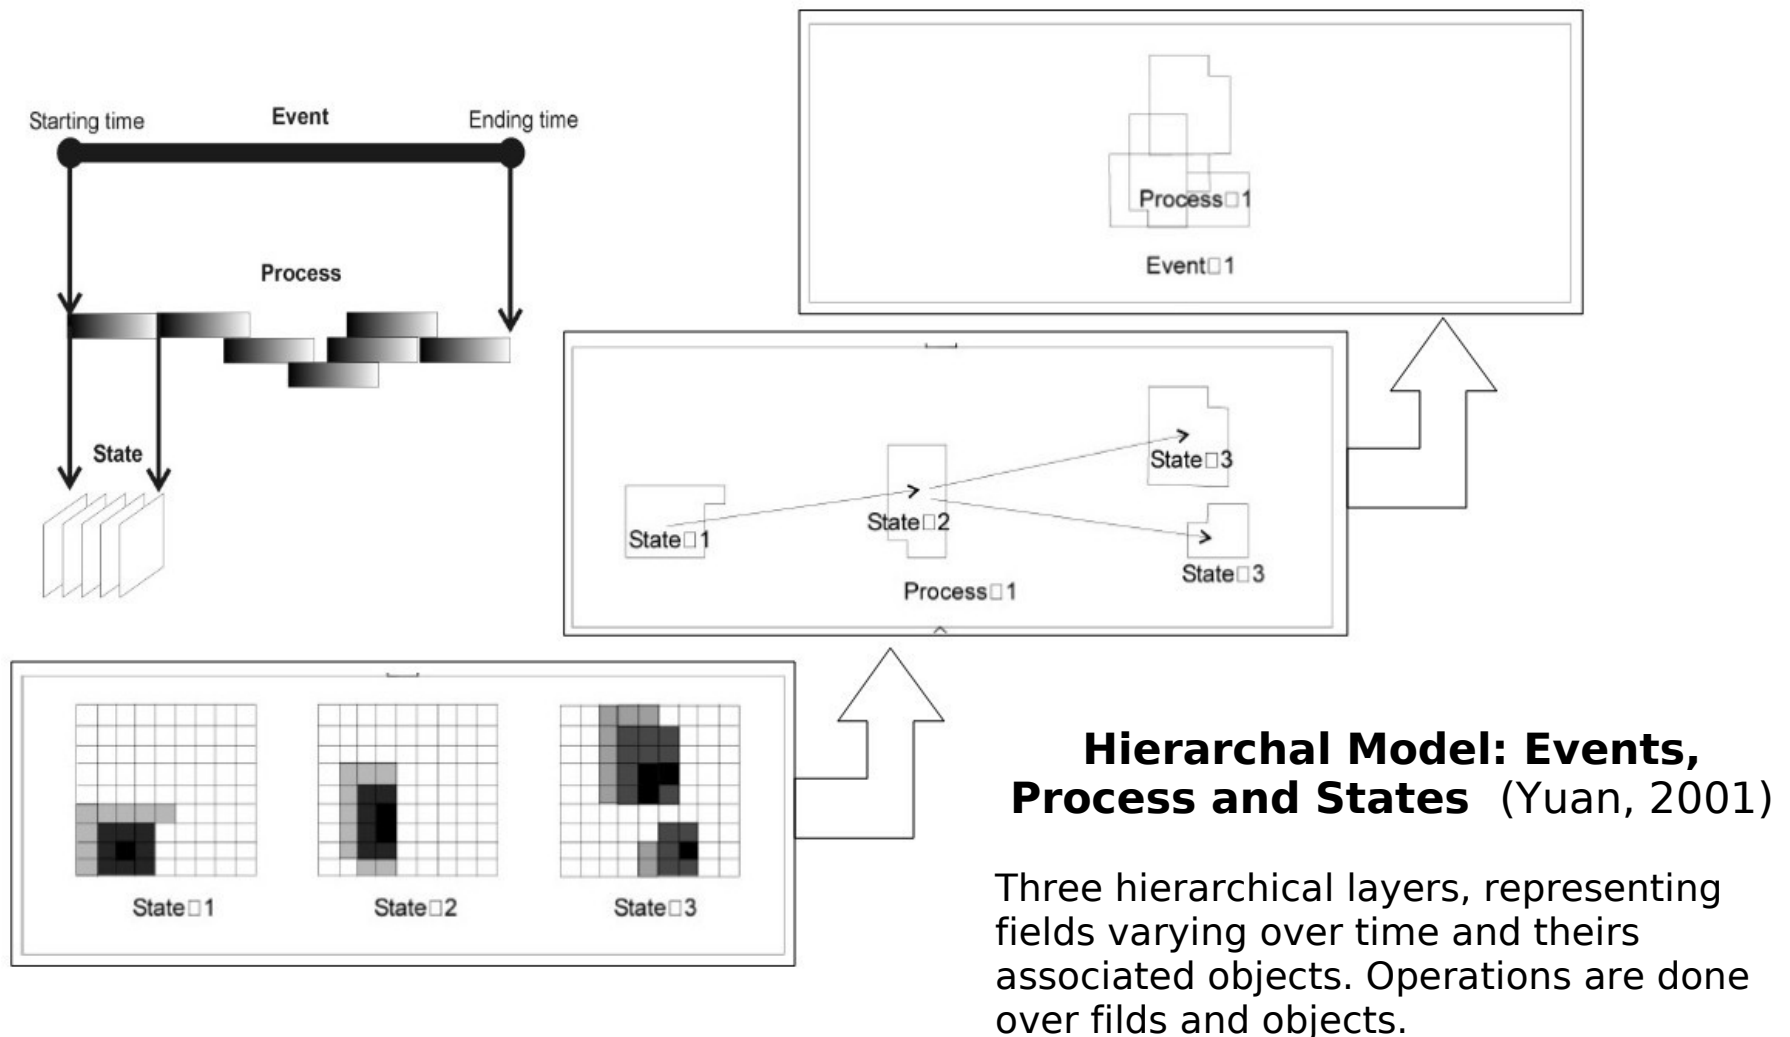 Starting time
Event
Ending time
Process
State
Process□1
Event□1
State□1
State□2
State□3
State□3
Process□1
State□1
State□2
State□3
Hierarchal Model: Events,
Process and States (Yuan, 2001)
Three hierarchical layers, representing
fields varying over time and theirs
associated objects. Operations are done
over filds and objects.